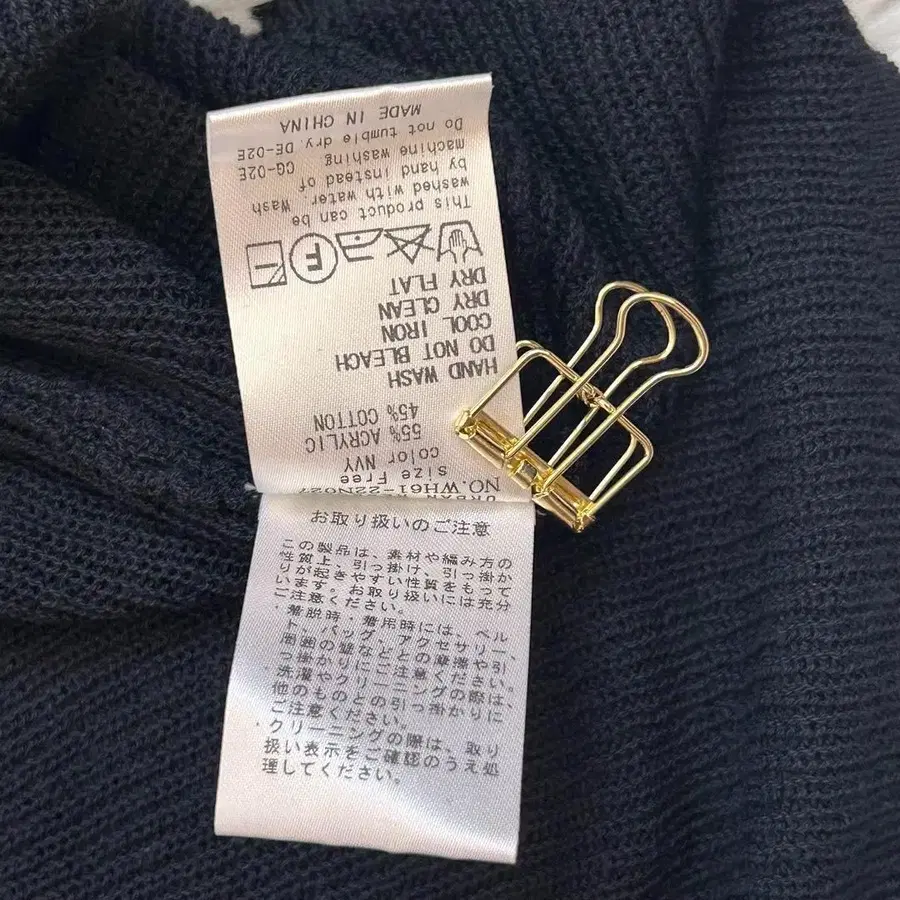 NO.WH61-22N027
size Free
color NVY
55% ACRYLIC
45% COTTON
HAND WASH
DO NOT BLEACH
COOL IRON
DRY CLEAN
DRY FLAT
F
This product can be
washed with water. Wash
by hand instead of
machine washing. CG-02E
Do not tumble dry. DE-02E
MADE IN CHINA
お取り扱いのご注意
この製品は、素材や編み方の
性質上、引っ掛け、引っ掛か
りが起きやすい性質をもって
います。お取り扱いには充分
ご注意ください。
・着脱時・着用時には、ベル
ト、バッグ・アクセサリー、
周囲の壁などとの摩擦や引
っ掛かりにご注意ください。
・洗濯やクリーニングの際は、
他のものとの引っ掛かりに
ご注意ください。
・クリーニングの際は、取り
扱い表示をご確認のうえ処
理してください。